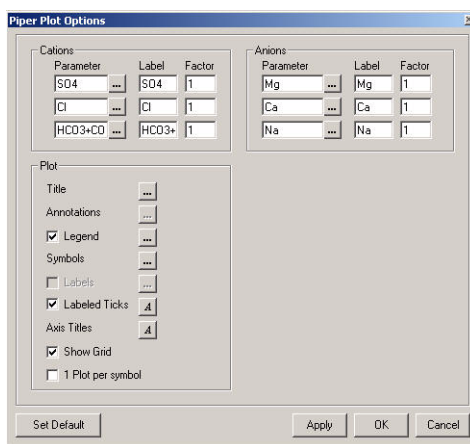 Piper Plot Options
Cations
Parameter Label Factor
SO4 ... SO4 1
Cl ... Cl 1
HCO3+CO ... HCO3+ 1
Anions
Parameter Label Factor
Mg ... Mg 1
Ca ... Ca 1
Na ... Na 1
Plot
Title ...
Annotations ...
Legend ...
Symbols ...
Labels ...
Labeled Ticks A
Axis Titles A
Show Grid
1 Plot per symbol
Set Default Apply OK Cancel